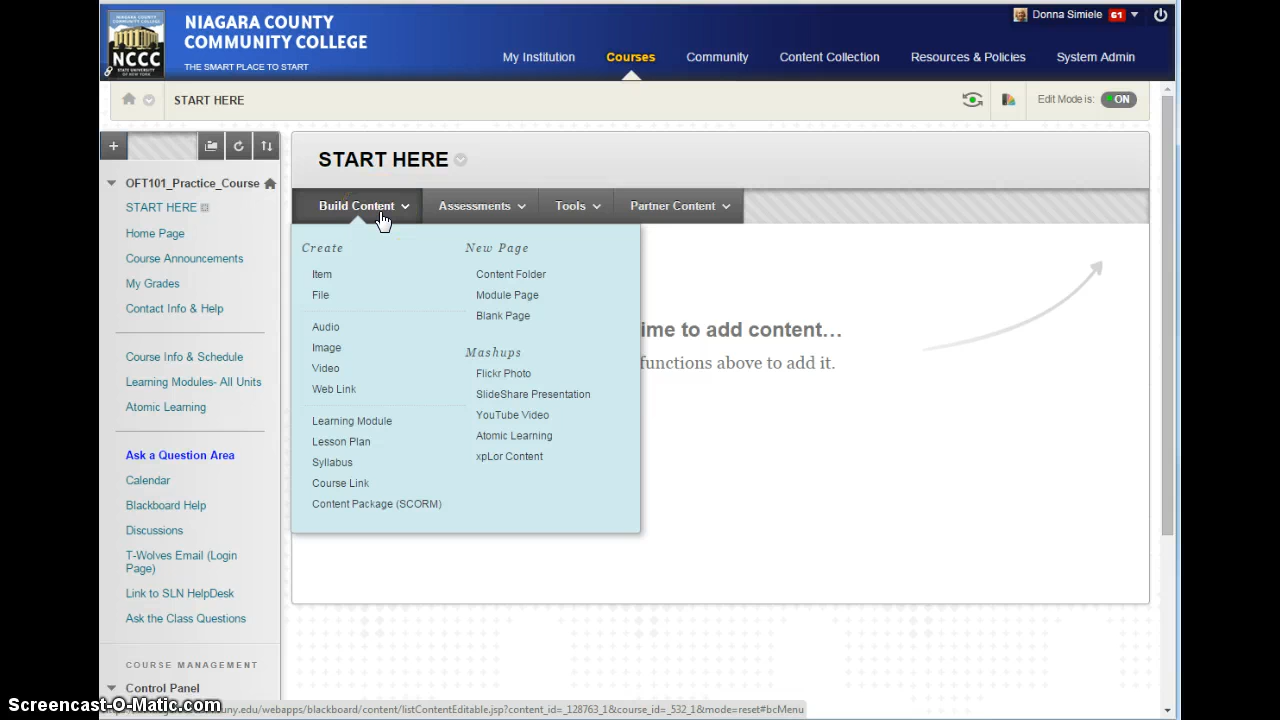 NIAGARA COUNTY
COMMUNITY COLLEGE
THE SMART PLACE TO START
NCCC
Donna Simiele 61
My Institution Courses Community Content Collection Resources & Policies System Admin
START HERE
Edit Mode is: ON
OFT101_Practice_Course
START HERE
Home Page
Course Announcements
My Grades
Contact Info & Help
Course Info & Schedule
Learning Modules- All Units
Atomic Learning
Ask a Question Area
Calendar
Blackboard Help
Discussions
T-Wolves Email (Login
Page)
Link to SLN HelpDesk
Ask the Class Questions
COURSE MANAGEMENT
Control Panel
START HERE
Build Content Assessments Tools Partner Content
Create
Item
File
Audio
Image
Video
Web Link
Learning Module
Lesson Plan
Syllabus
Course Link
Content Package (SCORM)
New Page
Content Folder
Module Page
Blank Page
Mashups
Flickr Photo
SlideShare Presentation
YouTube Video
Atomic Learning
xpLor Content
ime to add content...
functions above to add it.
Screencast-O-Matic.com
uny.edu/webapps/blackboard/content/listContentEditable.jsp?content_id=_128763_1&course_id=_532_1&mode=reset#bcMenu